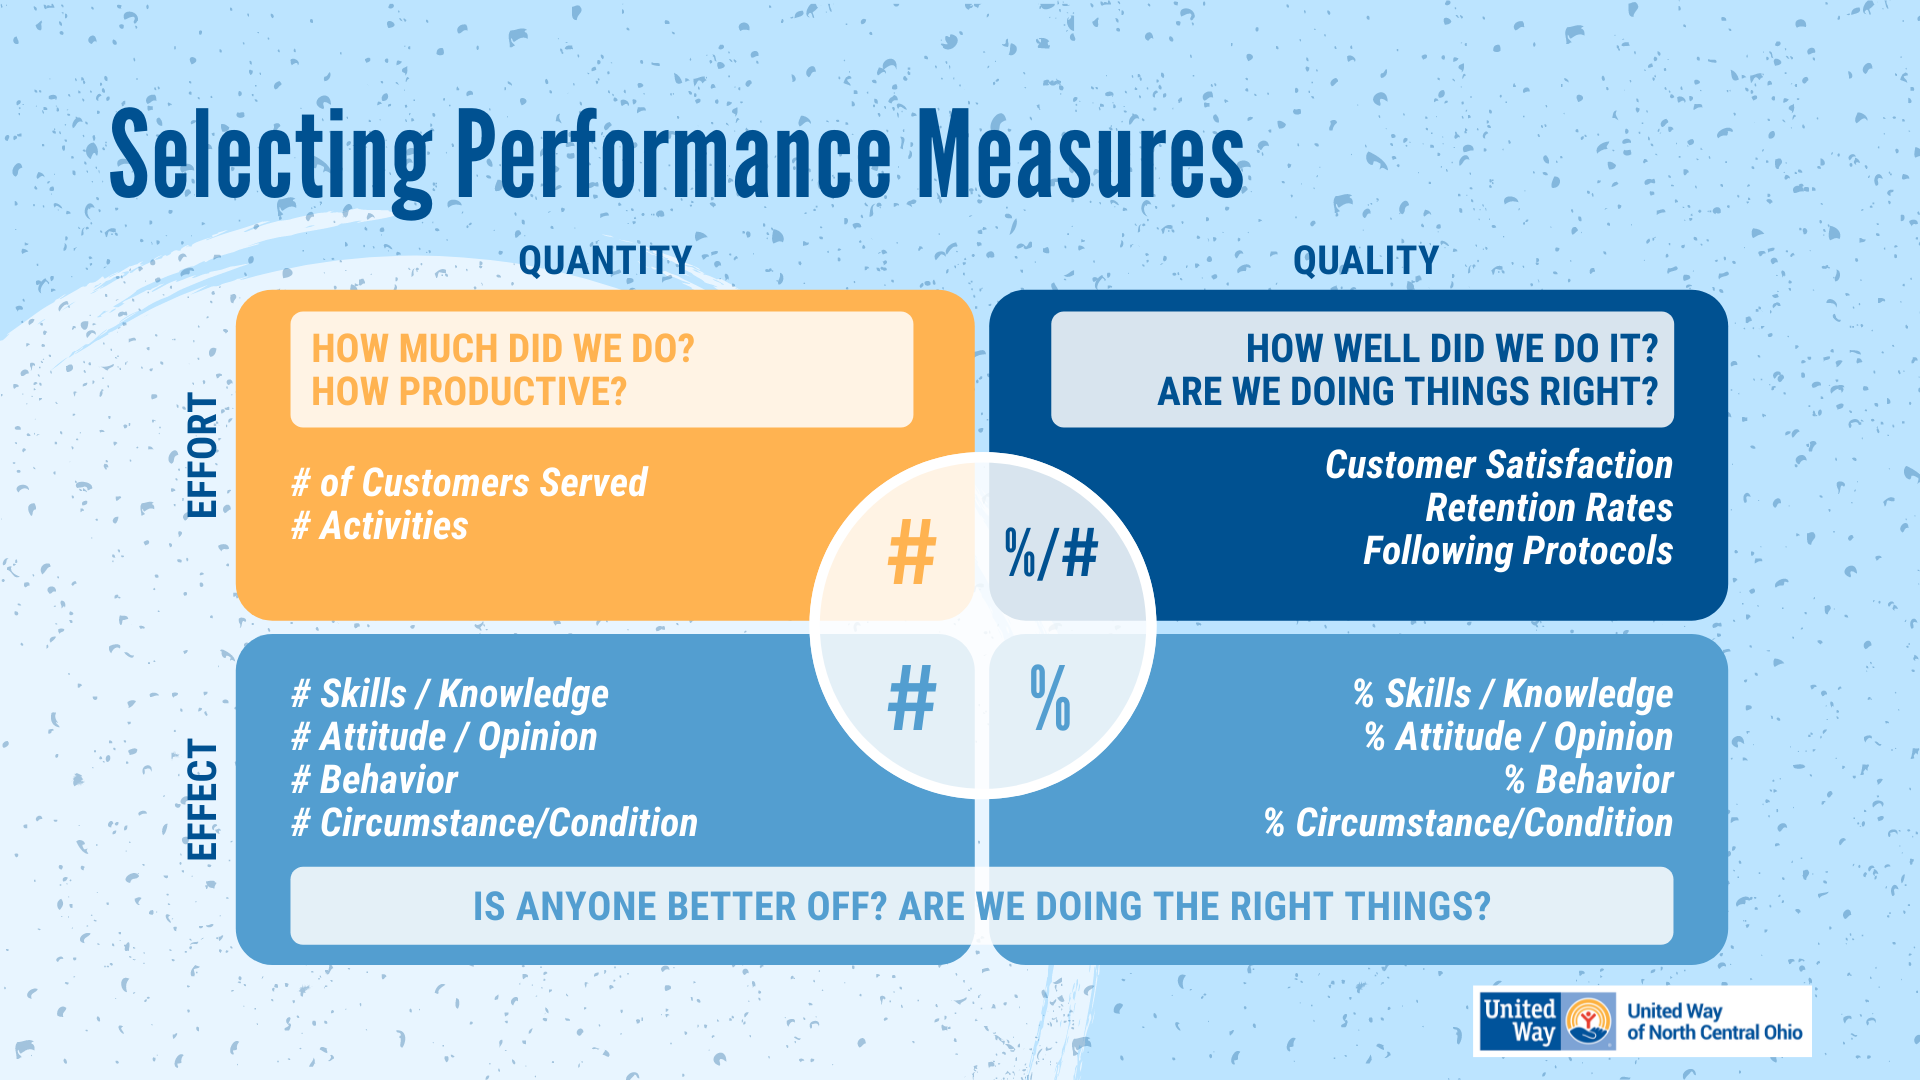 Selecting Performance Measures
QUANTITY
QUALITY
EFFORT
HOW MUCH DID WE DO?
HOW PRODUCTIVE?
# of Customers Served
# Activities
#
HOW WELL DID WE DO IT?
ARE WE DOING THINGS RIGHT?
Customer Satisfaction
Retention Rates
Following Protocols
%/#
EFFECT
# Skills / Knowledge
# Attitude / Opinion
# Behavior
# Circumstance/Condition
#
%
% Skills / Knowledge
% Attitude / Opinion
% Behavior
% Circumstance/Condition
IS ANYONE BETTER OFF? ARE WE DOING THE RIGHT THINGS?
United
Way
United Way
of North Central Ohio